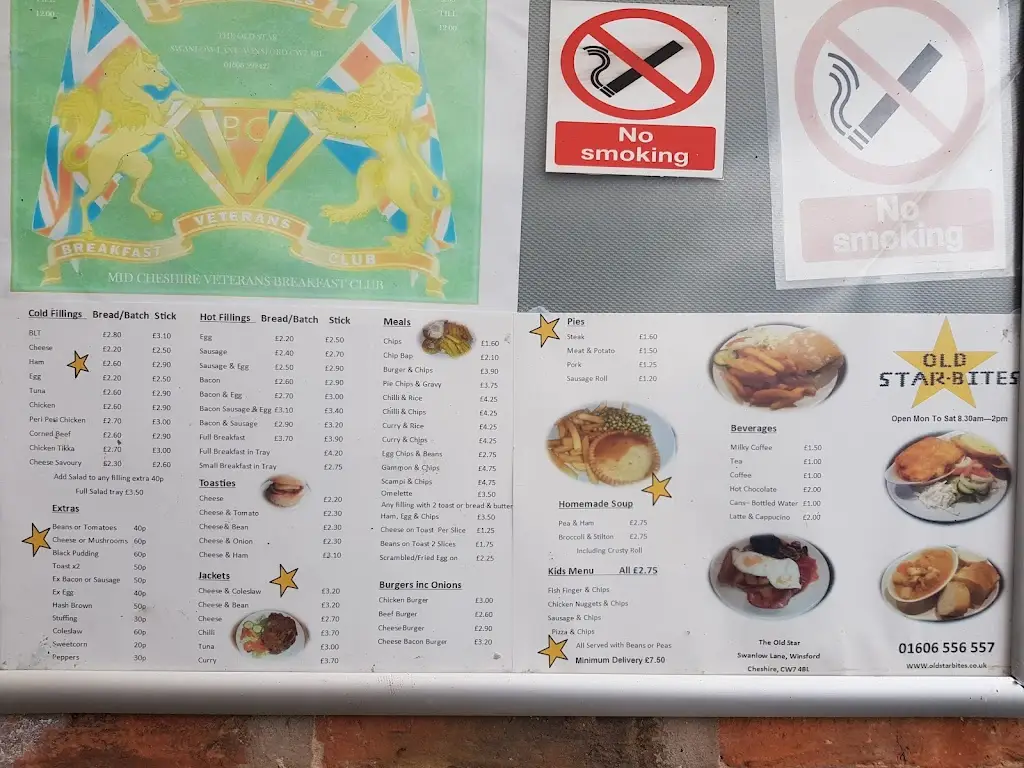 TILL
12:00
TILL
12:00
THE OLD STAR
SWANLOW LANE, WINSFORD, CW7 4BL
BC
V
BREAKFAST VETERANS CLUB
MID CHESHIRE VETERANS BREAKFAST CLUB
No
smoking
No
smoking
Cold Fillings Bread/Batch Stick
BLT £2.80 £3.10
Cheese £2.20 £2.50
Ham £2.60 £2.90
Egg £2.20 £2.50
Tuna £2.60 £2.90
Chicken £2.60 £2.90
Peri Peri Chicken £2.70 £3.00
Corned Beef £2.60 £2.90
Chicken Tikka £2.70 £3.00
Cheese Savoury £2.30 £2.60
Add Salad to any filling extra 40p
Full Salad tray £3.50
Extras
Beans or Tomatoes 40p
Cheese or Mushrooms 60p
Black Pudding 60p
Toast x2 50p
Ex Bacon or Sausage 50p
Ex Egg 40p
Hash Brown 50p
Stuffing 30p
Coleslaw 60p
Sweetcorn 20p
Peppers 30p
Hot Fillings Bread/Batch Stick
Egg £2.20 £2.50
Sausage £2.40 £2.70
Sausage & Egg £2.50 £2.90
Bacon £2.60 £2.90
Bacon & Egg £2.70 £3.00
Bacon Sausage & Egg £3.10 £3.40
Bacon & Sausage £2.90 £3.20
Full Breakfast £3.70 £3.90
Full Breakfast in Tray £4.20
Small Breakfast in Tray £2.75
Toasties
Cheese £2.20
Cheese & Tomato £2.30
Cheese & Bean £2.30
Cheese & Onion £2.30
Cheese & Ham £3.10
Jackets
Cheese & Coleslaw £3.20
Cheese & Bean £3.20
Cheese £2.70
Chilli £3.70
Tuna £3.00
Curry £3.70
Meals
Chips £1.60
Chip Bap £2.10
Burger & Chips £3.90
Pie Chips & Gravy £3.75
Chilli & Rice £4.25
Chilli & Chips £4.25
Curry & Rice £4.25
Curry & Chips £4.25
Egg Chips & Beans £2.75
Gammon & Chips £4.75
Scampi & Chips £4.75
Omelette £3.50
Any filling with 2 toast or bread & butter
Ham, Egg & Chips £3.50
Cheese on Toast Per Slice £1.25
Beans on Toast 2 Slices £1.75
Scrambled/Fried Egg on £2.25
Burgers inc Onions
Chicken Burger £3.00
Beef Burger £2.60
CheeseBurger £2.90
Cheese Bacon Burger £3.20
Pies
Steak £1.60
Meat & Potato £1.50
Pork £1.25
Sausage Roll £1.20
Homemade Soup
Pea & Ham £2.75
Broccoli & Stilton £2.75
Including Crusty Roll
Kids Menu All £2.75
Fish Finger & Chips
Chicken Nuggets & Chips
Sausage & Chips
Pizza & Chips
All Served with Beans or Peas
Minimum Delivery £7.50
Beverages
Milky Coffee £1.50
Tea £1.00
Coffee £1.00
Hot Chocolate £2.00
Cans- Bottled Water £1.00
Latte & Cappucino £2.00
The Old Star
Swanlow Lane, Winsford
Cheshire, CW7 4BL
OLD
STAR-BITES
Open Mon To Sat 8.30am—2pm
01606 556 557
WWW.oldstarbites.co.uk